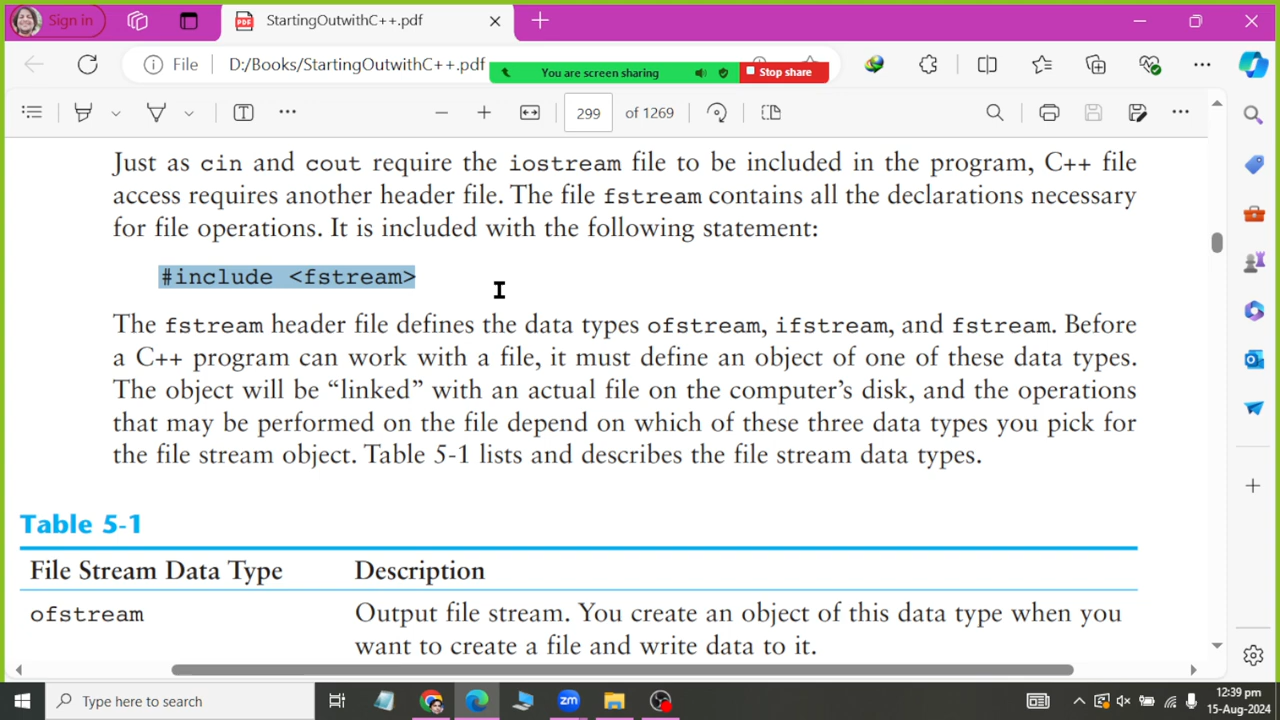 Sign in
StartingOutwithC++.pdf
File
D:/Books/StartingOutwithC++.pdf
You are screen sharing
Stop share
299
of 1269
Just as cin and cout require the iostream file to be included in the program, C++ file
access requires another header file. The file fstream contains all the declarations necessary
for file operations. It is included with the following statement:
#include <fstream>
The fstream header file defines the data types ofstream, ifstream, and fstream. Before
a C++ program can work with a file, it must define an object of one of these data types.
The object will be “linked” with an actual file on the computer’s disk, and the operations
that may be performed on the file depend on which of these three data types you pick for
the file stream object. Table 5-1 lists and describes the file stream data types.
Table 5-1
File Stream Data Type Description
ofstream Output file stream. You create an object of this data type when you
want to create a file and write data to it.
Type here to search
zm
12:39 pm
15-Aug-2024